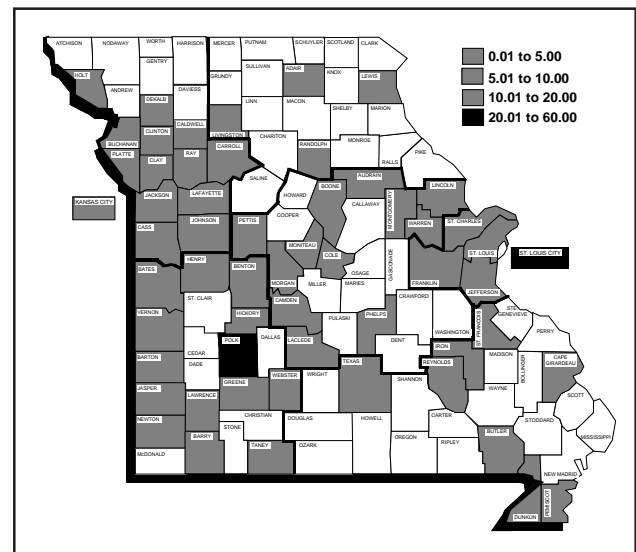 ATCHISON
NODAWAY
WORTH
HARRISON
MERCER
PUTNAM
SCHUYLER
SCOTLAND
CLARK
GENTRY
SULLIVAN
ADAIR
KNOX
LEWIS
HOLT
ANDREW
DAVIESS
GRUNDY
DEKALB
LINN
MACON
SHELBY
MARION
CALDWELL
LIVINGSTON
CLINTON
BUCHANAN
CHARITON
RANDOLPH
MONROE
RALLS
PIKE
PLATTE
CLAY
RAY
CARROLL
SALINE
HOWARD
BOONE
AUDRAIN
LINCOLN
KANSAS CITY
JACKSON
LAFAYETTE
COOPER
CALLAWAY
MONTGOMERY
WARREN
ST. CHARLES
CASS
JOHNSON
PETTIS
MONITEAU
COLE
OSAGE
GASCONADE
ST. LOUIS
ST. LOUIS CITY
BATES
HENRY
BENTON
MORGAN
MILLER
MARIES
FRANKLIN
JEFFERSON
ST. CLAIR
CAMDEN
CRAWFORD
VERNON
HICKORY
PULASKI
PHELPS
WASHINGTON
ST. FRANCOIS
STE.
GENEVIEVE
PERRY
CEDAR
POLK
DALLAS
LACLEDE
DENT
IRON
MADISON
BOLLINGER
CAPE
GIRARDEAU
BARTON
DADE
TEXAS
REYNOLDS
JASPER
GREENE
WEBSTER
WRIGHT
SHANNON
WAYNE
SCOTT
LAWRENCE
NEWTON
CHRISTIAN
DOUGLAS
HOWELL
CARTER
STODDARD
MISSISSIPPI
BARRY
STONE
TANEY
OZARK
OREGON
RIPLEY
BUTLER
McDONALD
NEW MADRID
DUNKLIN
PEMISCOT
0.01 to 5.00
5.01 to 10.00
10.01 to 20.00
20.01 to 60.00